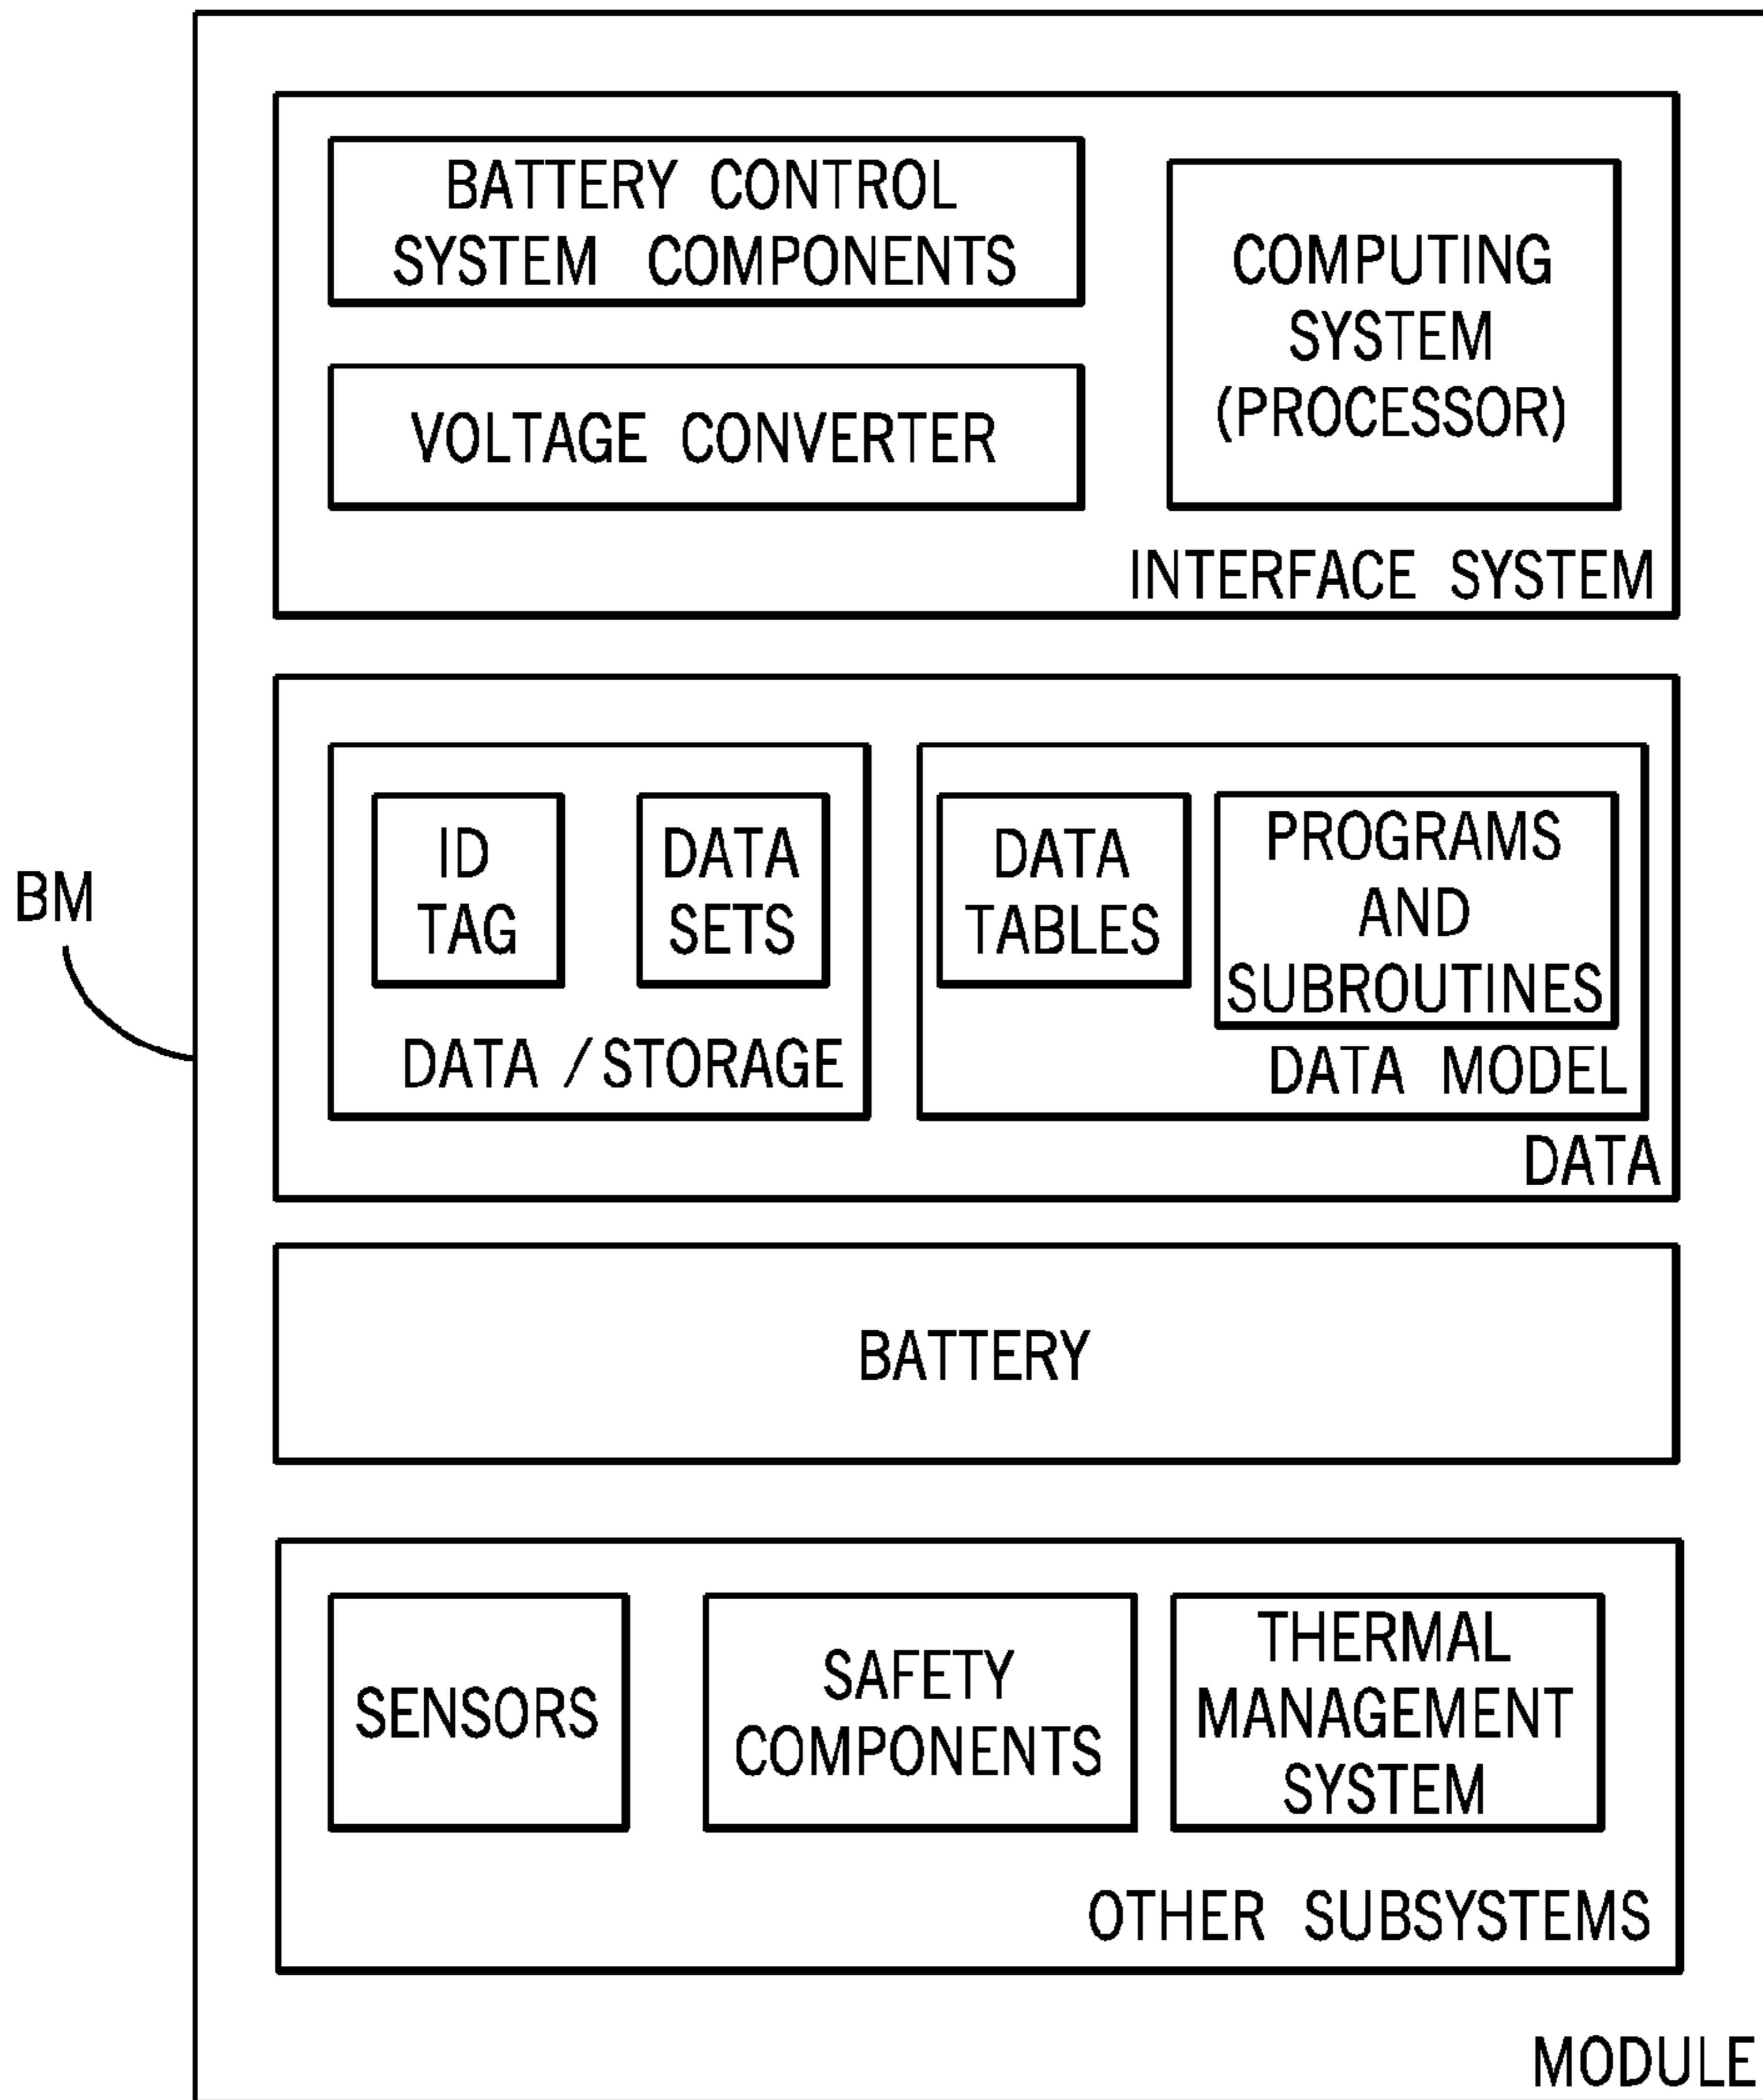 BATTERY CONTROL
SYSTEM COMPONENTS
VOLTAGE CONVERTER
COMPUTING
SYSTEM
(PROCESSOR)
INTERFACE SYSTEM
ID
TAG
DATA
SETS
DATA /STORAGE
DATA
TABLES
PROGRAMS
AND
SUBROUTINES
DATA MODEL
DATA
BM
BATTERY
SENSORS
SAFETY
COMPONENTS
THERMAL
MANAGEMENT
SYSTEM
OTHER SUBSYSTEMS
MODULE